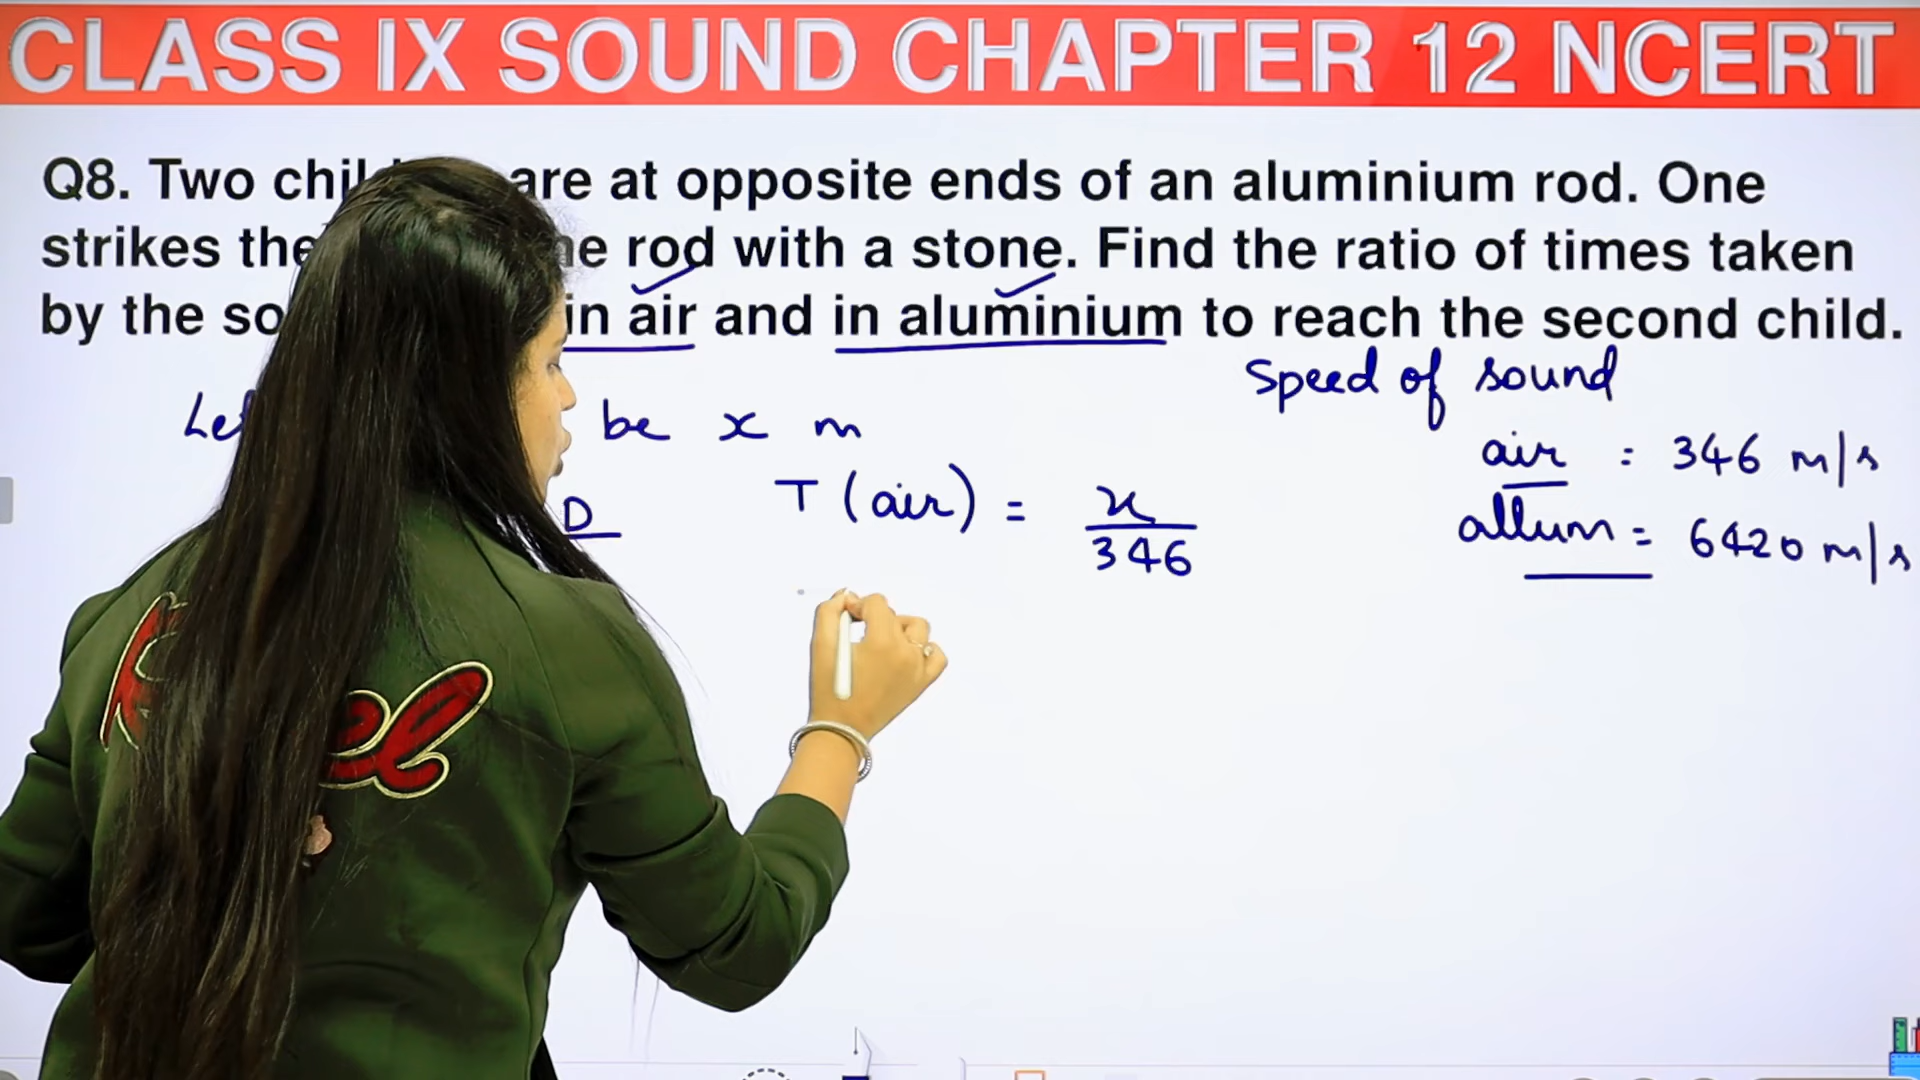 CLASS IX SOUND CHAPTER 12 NCERT
Q8. Two are at opposite ends of an aluminium rod. One
strikes the rod with a stone. Find the ratio of times taken
by the in air and in aluminium to reach the second child.
Speed of sound
be x m
air = 346 m/s
T (air) = x/346
D
allum = 6420 m/s